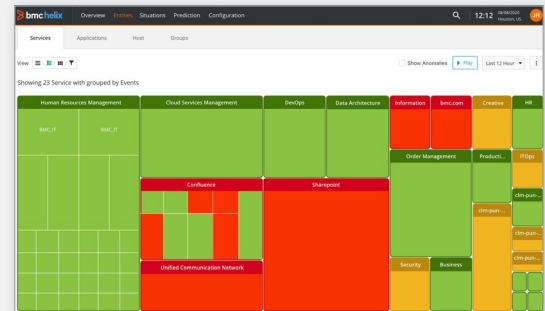 bmc helix Overview Entities Situations Prediction Configuration 12:12 08/08/2020 Houston, US JH
Services Applications Host Groups
View Show Anomalies Play Last 12 Hour
Showing 23 Service with grouped by Events
Human Resources Management Cloud Services Management DevOps Data Architecture Information bmc.com Creative HR
BMC_IT BMC_IT
Order Management Producti... ITOps
Confluence Sharepoint
clm-pun-...
clm-pun-...
clm-pun-...
clm-pun-...
Unified Communication Network Security Business